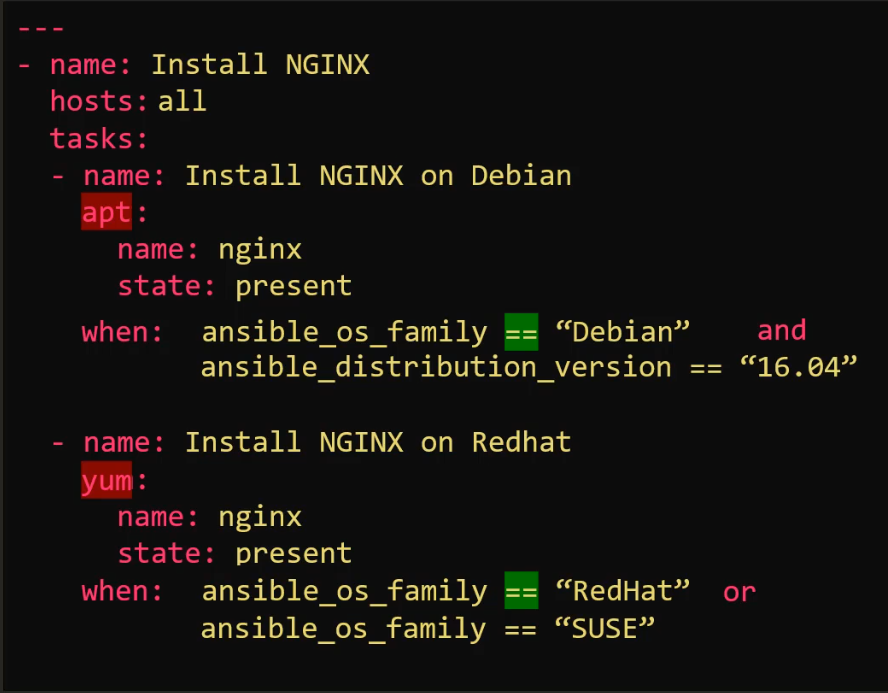 ---
- name: Install NGINX
  hosts: all
  tasks:
  - name: Install NGINX on Debian
    apt:
      name: nginx
      state: present
    when:  ansible_os_family == “Debian”    and
           ansible_distribution_version == “16.04”
  - name: Install NGINX on Redhat
    yum:
      name: nginx
      state: present
    when:  ansible_os_family == “RedHat”  or
           ansible_os_family == “SUSE”